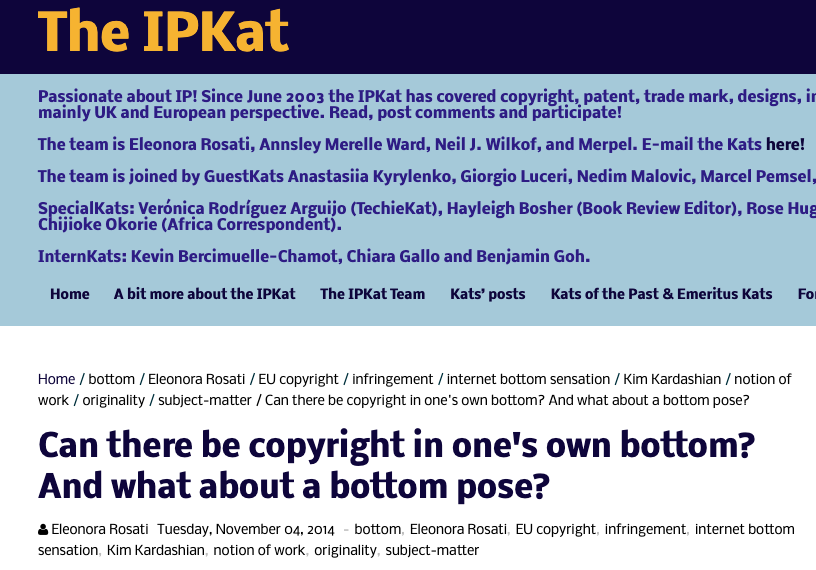 The IPKat
Passionate about IP! Since June 2003 the IPKat has covered copyright, patent, trade mark, designs,
mainly UK and European perspective. Read, post comments and participate!
The team is Eleonora Rosati, Annsley Merelle Ward, Neil J. Wilkof, and Merpel. E-mail the Kats here!
The team is joined by GuestKats Anastasiia Kyrylenko, Giorgio Luceri, Nedim Malovic, Marcel Pemsel,
SpecialKats: Verónica Rodríguez Arguijo (TechieKat), Hayleigh Bosher (Book Review Editor), Rose
Chijioke Okorie (Africa Correspondent).
InternKats: Kevin Bercimuelle-Chamot, Chiara Gallo and Benjamin Goh.
Home A bit more about the IPKat The IPKat Team Kats' posts Kats of the Past & Emeritus Kats
Home / bottom / Eleonora Rosati / EU copyright / infringement / internet bottom sensation / Kim Kardashian / notion of
work / originality / subject-matter / Can there be copyright in one's own bottom? And what about a bottom pose?
Can there be copyright in one's own bottom?
And what about a bottom pose?
Eleonora Rosati Tuesday, November 04, 2014 - bottom, Eleonora Rosati, EU copyright, infringement, internet bottom
sensation, Kim Kardashian, notion of work, originality, subject-matter